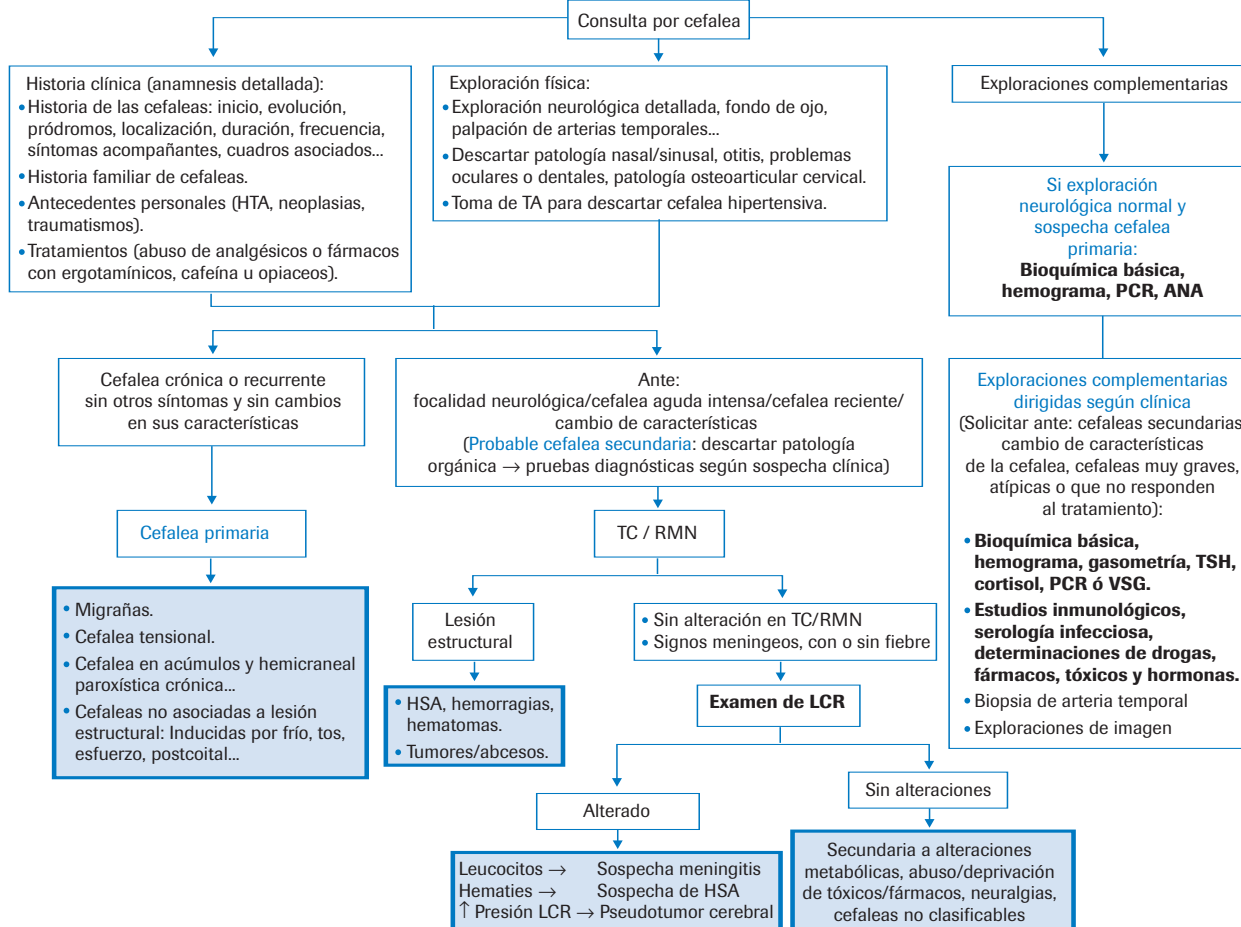 Consulta por cefalea
Historia clínica (anamnesis detallada):
• Historia de las cefaleas: inicio, evolución,
pródromos, localización, duración, frecuencia,
síntomas acompañantes, cuadros asociados...
• Historia familiar de cefaleas.
• Antecedentes personales (HTA, neoplasias,
traumatismos).
• Tratamientos (abuso de analgésicos o fármacos
con ergotamínicos, cafeína u opiaceos).
Exploración física:
• Exploración neurológica detallada, fondo de ojo,
palpación de arterias temporales...
• Descartar patología nasal/sinusal, otitis, problemas
oculares o dentales, patología osteoarticular cervical.
• Toma de TA para descartar cefalea hipertensiva.
Exploraciones complementarias
Si exploración
neurológica normal y
sospecha cefalea
primaria:
Bioquímica básica,
hemograma, PCR, ANA
Cefalea crónica o recurrente
sin otros síntomas y sin cambios
en sus características
Ante:
focalidad neurológica/cefalea aguda intensa/cefalea reciente/
cambio de características
(Probable cefalea secundaria: descartar patología
orgánica → pruebas diagnósticas según sospecha clínica)
Exploraciones complementarias
dirigidas según clínica
(Solicitar ante: cefaleas secundarias
cambio de características
de la cefalea, cefaleas muy graves,
atípicas o que no responden
al tratamiento):
• Bioquímica básica,
hemograma, gasometría, TSH,
cortisol, PCR ó VSG.
• Estudios inmunológicos,
serología infecciosa,
determinaciones de drogas,
fármacos, tóxicos y hormonas.
• Biopsia de arteria temporal
• Exploraciones de imagen
Cefalea primaria
TC / RMN
• Migrañas.
• Cefalea tensional.
• Cefalea en acúmulos y hemicraneal
paroxística crónica...
• Cefaleas no asociadas a lesión
estructural: Inducidas por frío, tos,
esfuerzo, postcoital...
Lesión
estructural
• Sin alteración en TC/RMN
• Signos meningeos, con o sin fiebre
• HSA, hemorragias,
hematomas.
• Tumores/abcesos.
Examen de LCR
Alterado
Sin alteraciones
Leucocitos → Sospecha meningitis
Hematies → Sospecha de HSA
↑ Presión LCR → Pseudotumor cerebral
Secundaria a alteraciones
metabólicas, abuso/deprivación
de tóxicos/fármacos, neuralgias,
cefaleas no clasificables